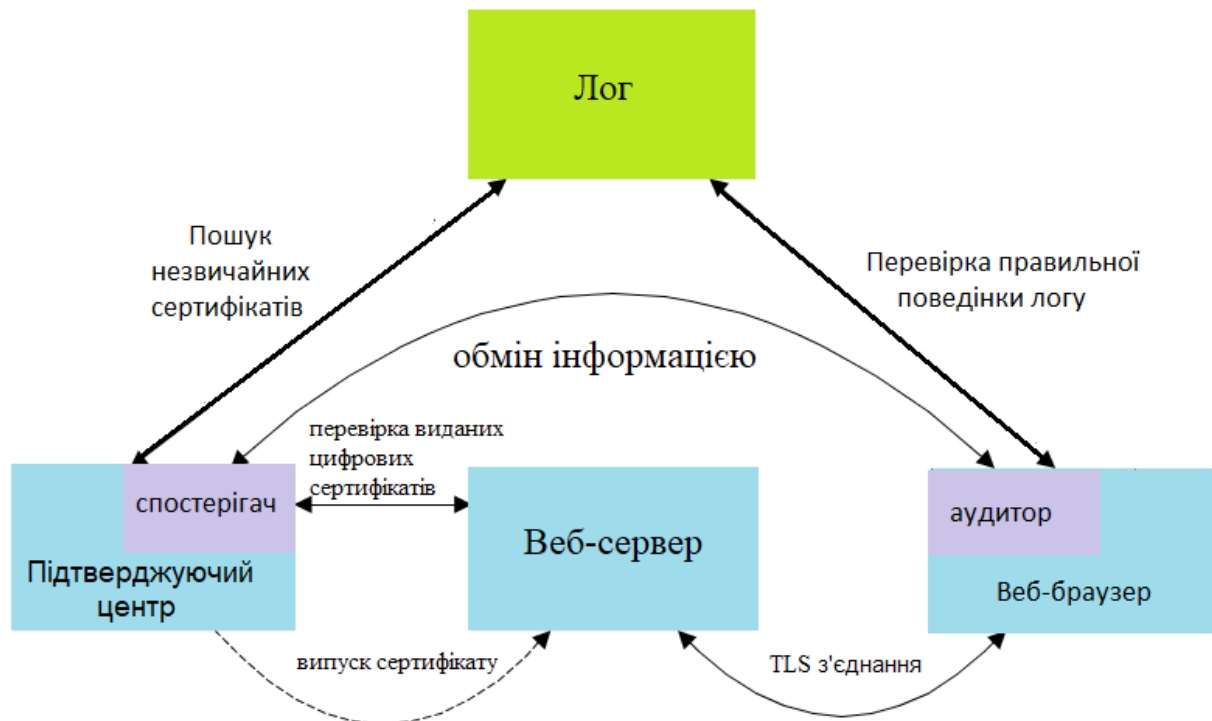 Лог
Пошук
незвичайних
сертифікатів
Перевірка правильної
поведінки логу
обмін інформацією
перевірка виданих
цифрових
сертифікатів
спостерігач
Підтверджуючий
центр
Веб-сервер
аудитор
Веб-браузер
випуск сертифікату
TLS з'єднання